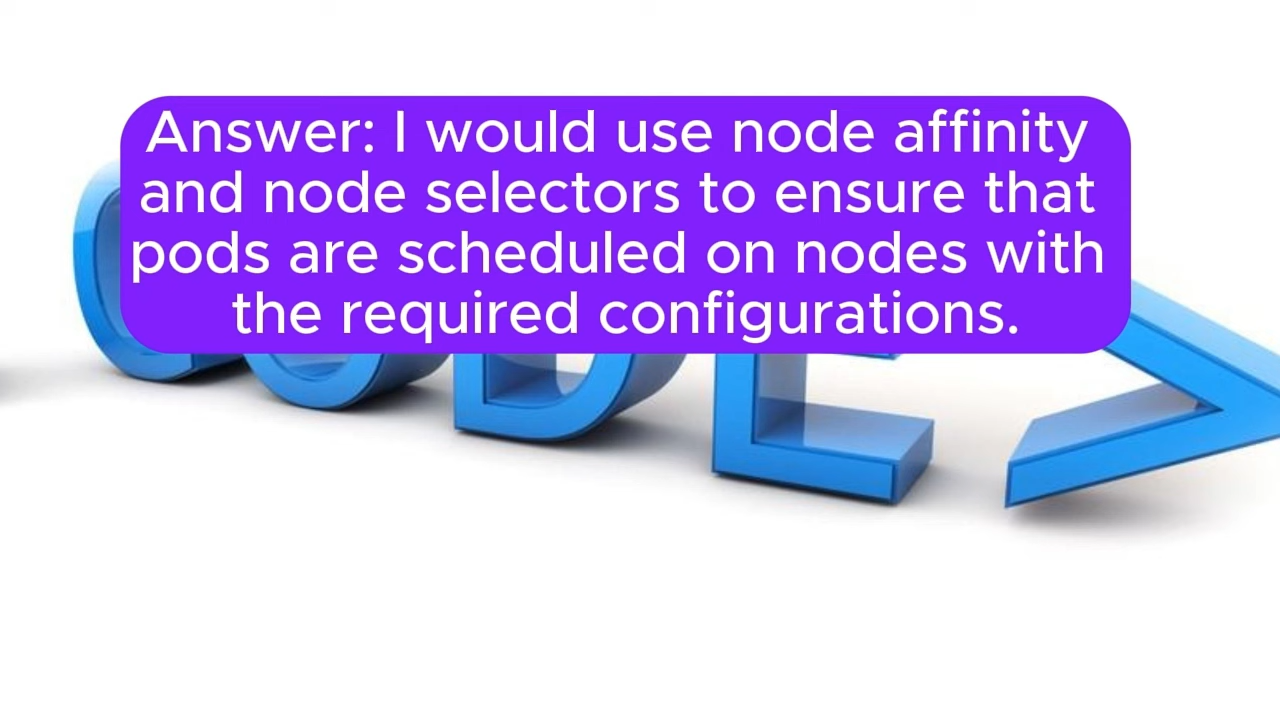 Answer: I would use node affinity
and node selectors to ensure that
pods are scheduled on nodes with
the required configurations.
CODE>